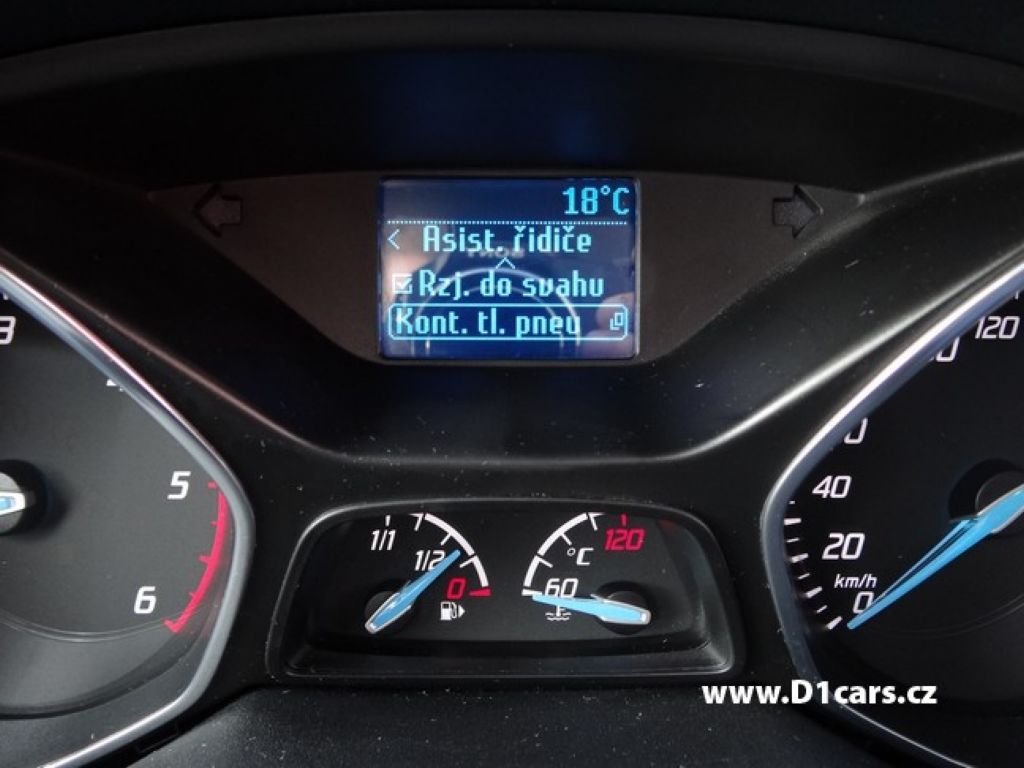 18°C
< Asist. řidiče
Rzj. do svahu
Kont. tl. pneu
3
5
6
1/1
1/2
0
°C
120
60
120
40
20
km/h
0
www.D1cars.cz